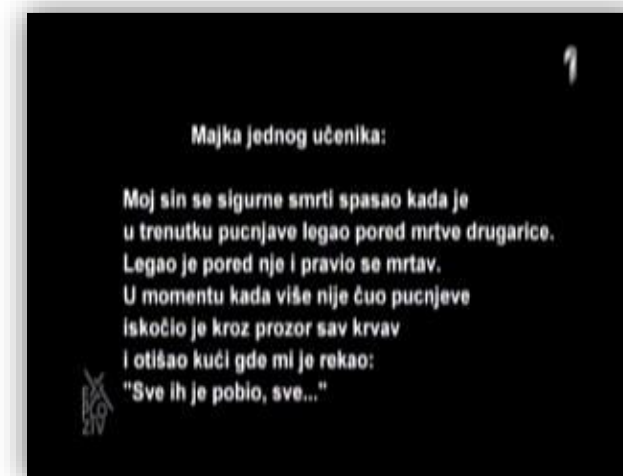 1
Majka jednog učenika:
Moj sin se sigurne smrti spasao kada je
u trenutku pucnjave legao pored mrtve drugarice.
Legao je pored nje i pravio se mrtav.
U momentu kada više nije čuo pucnjeve
iskočio je kroz prozor sav krvav
i otišao kući gde mi je rekao:
"Sve ih je pobio, sve..."